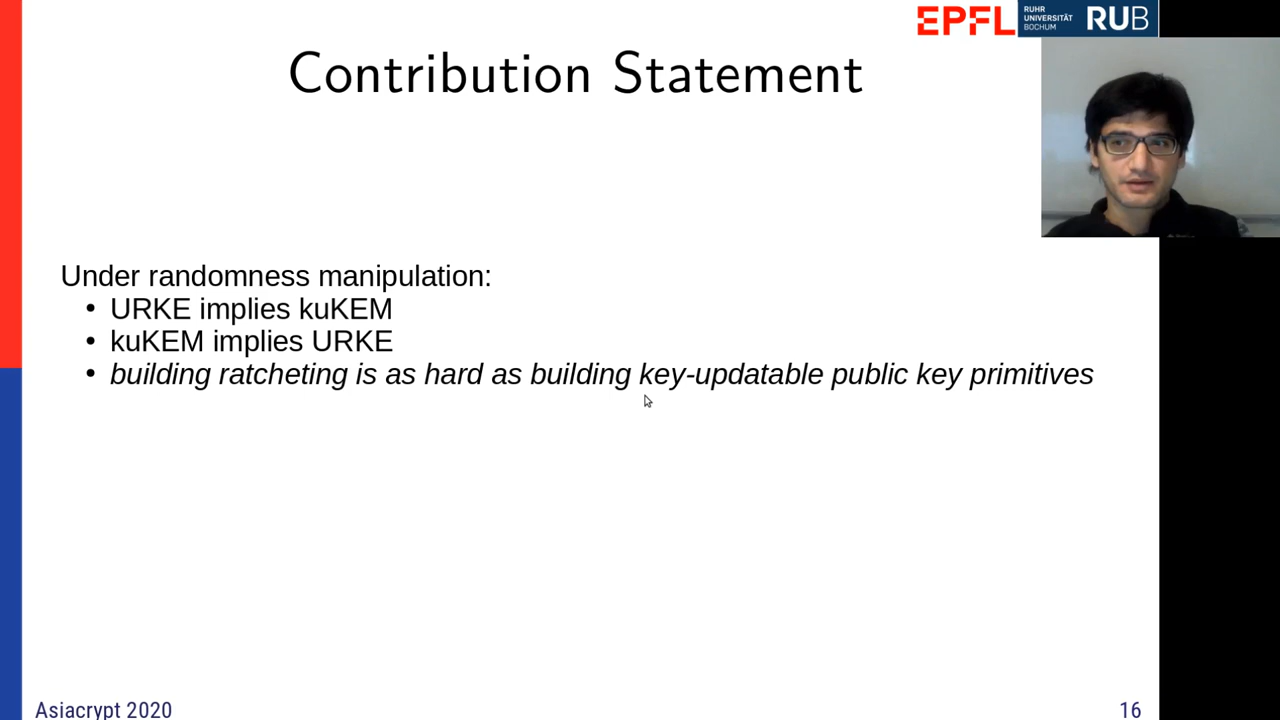 EPFL
RUHR
UNIVERSITÄT
BOCHUM
RUB
Contribution Statement
Under randomness manipulation:
• URKE implies kuKEM
• kuKEM implies URKE
• building ratcheting is as hard as building key-updatable public key primitives
Asiacrypt 2020
16